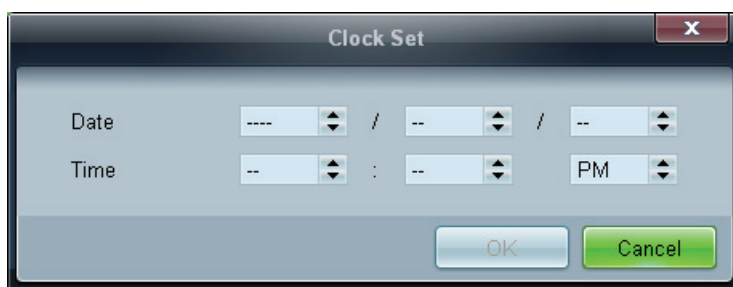 Clock Set
x
Date ---- / -- / --
Time -- : -- PM
OK Cancel